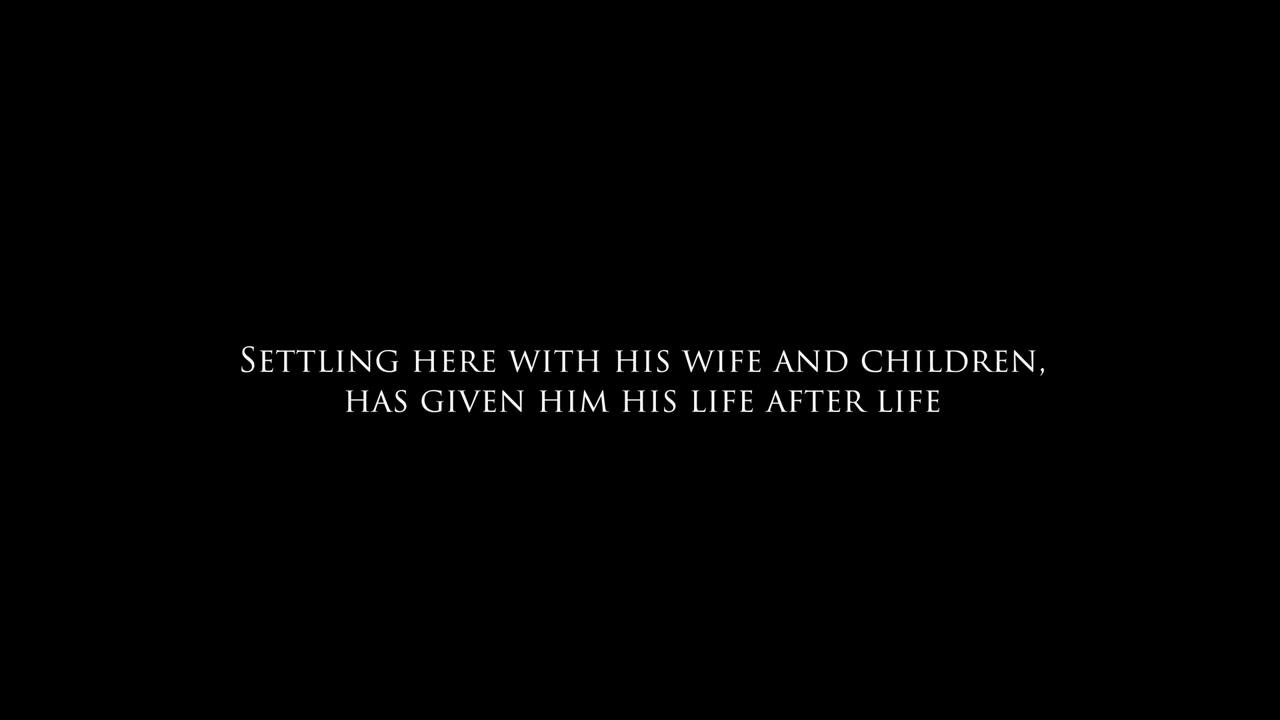 Settling here with his wife and children,
has given him his life after life